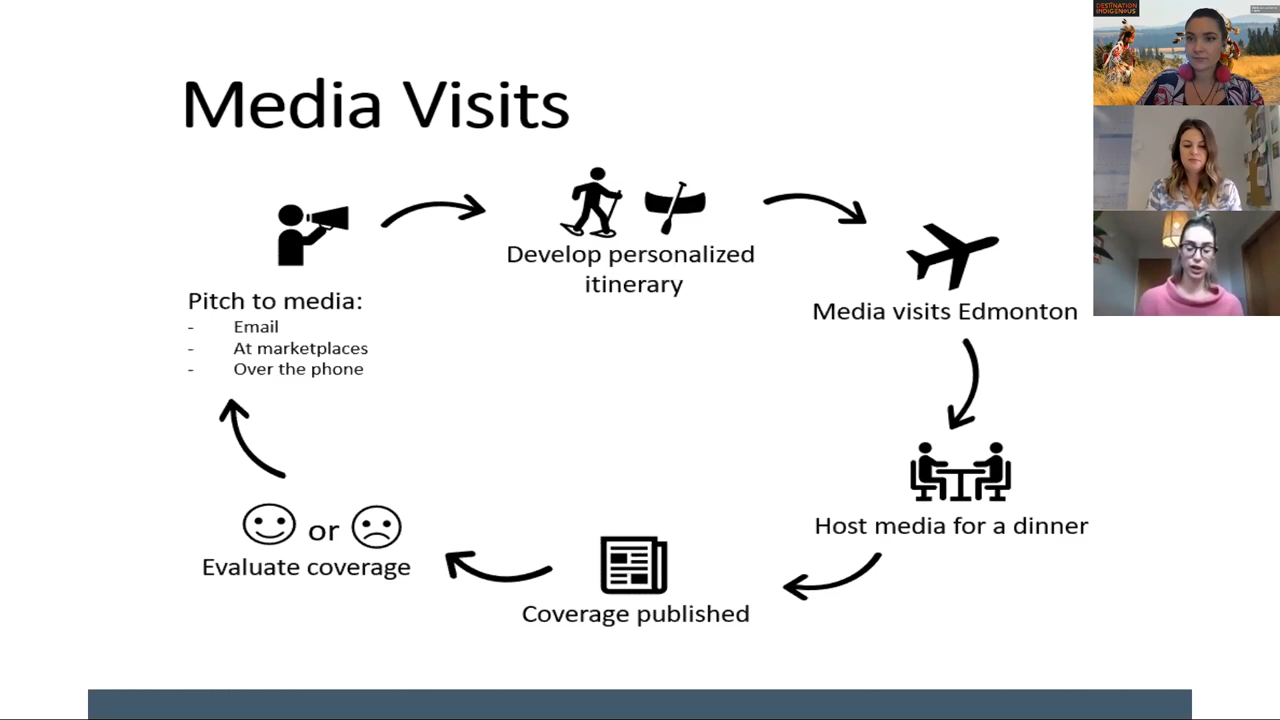 Media Visits
DESTINATION
INDIGENOUS
Develop personalized
itinerary
Media visits Edmonton
Pitch to media:
- Email
- At marketplaces
- Over the phone
Host media for a dinner
or
Evaluate coverage
Coverage published